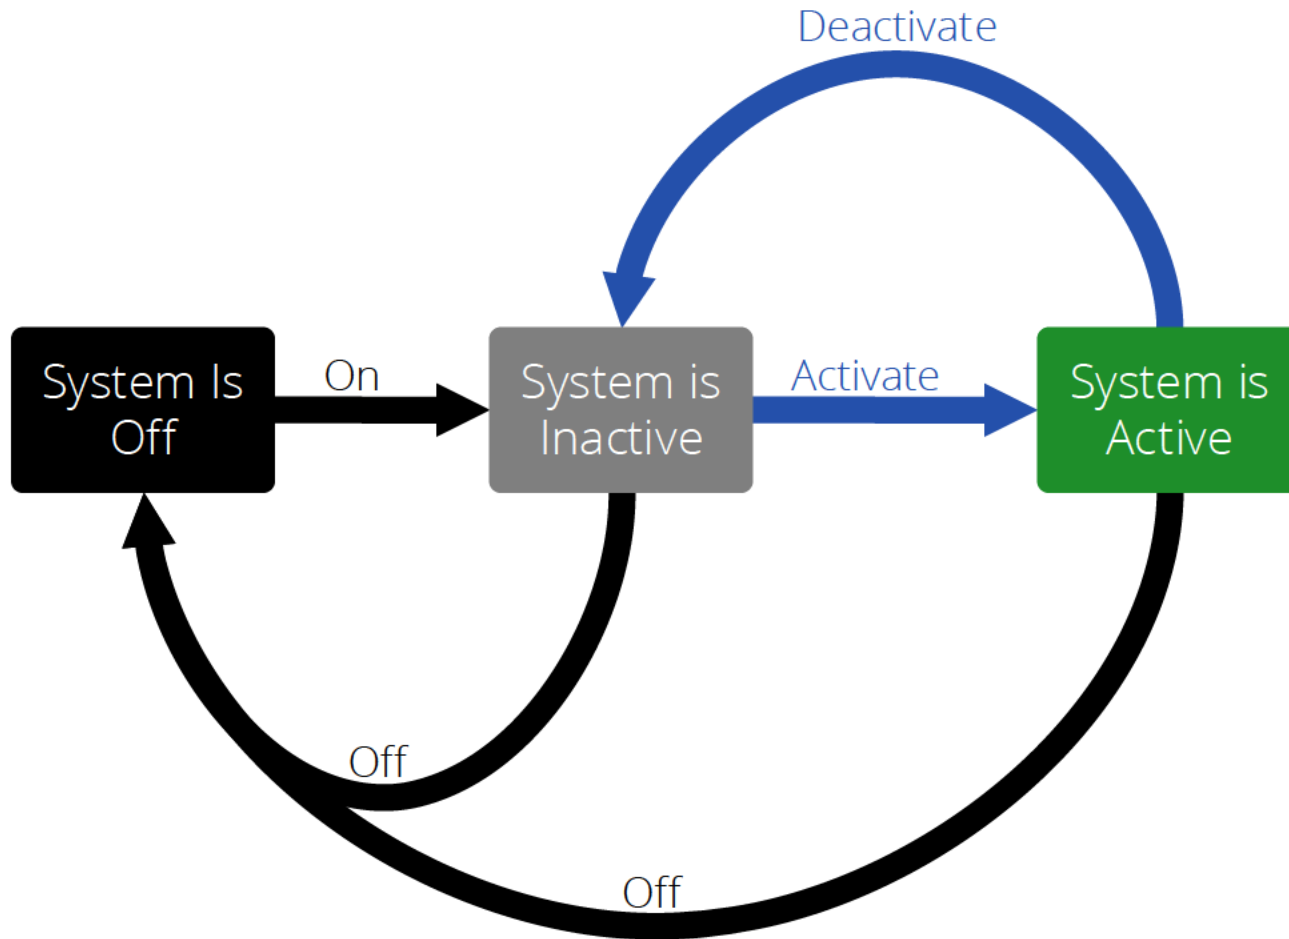 Deactivate
System Is
Off
On
System is
Inactive
Activate
System is
Active
Off
Off